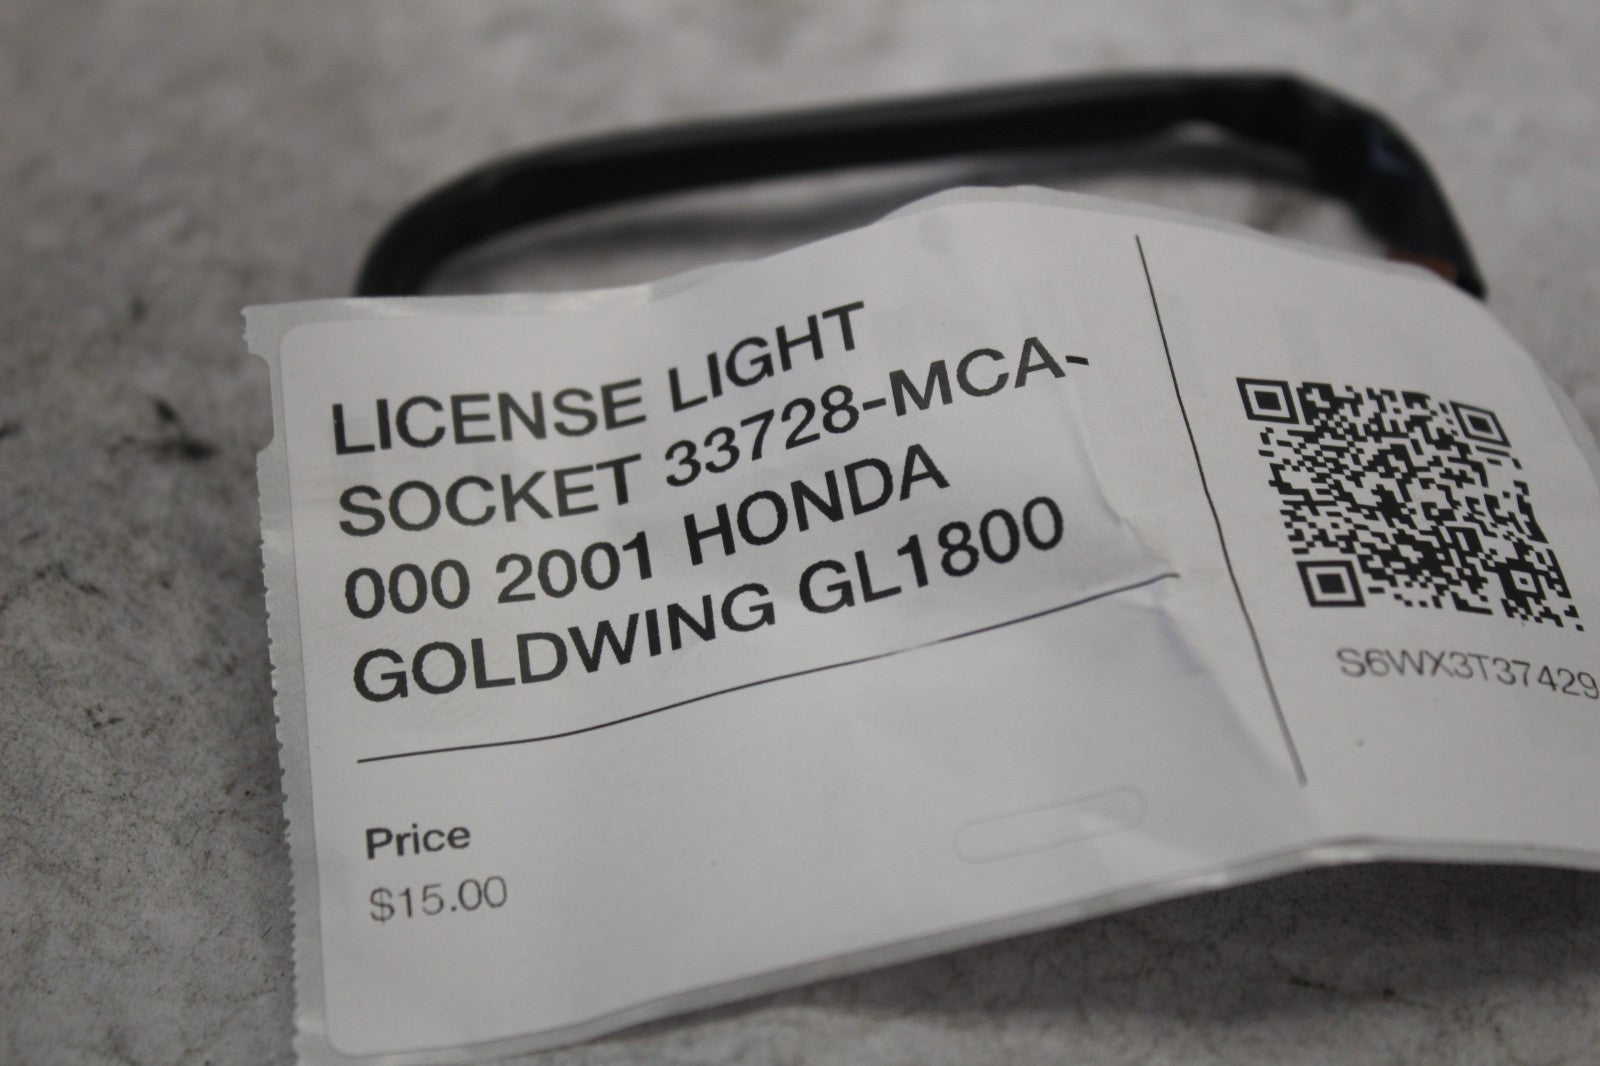 LICENSE LIGHT
SOCKET 33728-MCA-
000 2001 HONDA
GOLDWING GL1800
Price
$15.00
S6WX3T37429